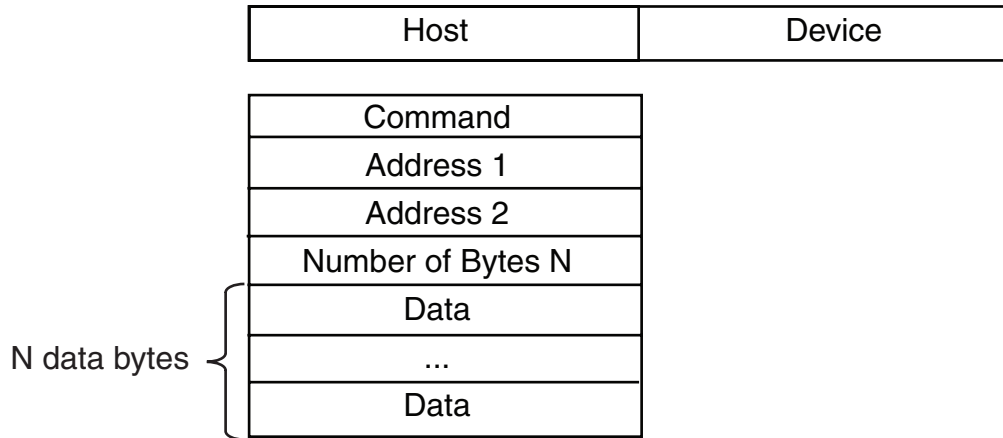 Host Device
Command
Address 1
Address 2
Number of Bytes N
Data
N data bytes ...
Data